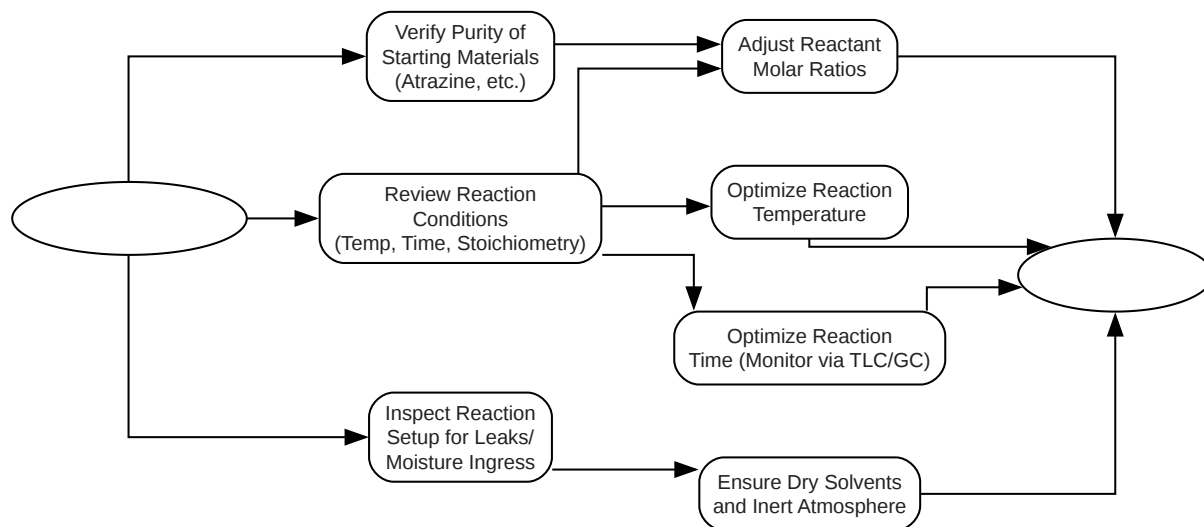 Verify Purity of
Starting Materials
(Atrazine, etc.)
Adjust Reactant
Molar Ratios
Review Reaction
Conditions
(Temp, Time, Stoichiometry)
Optimize Reaction
Temperature
Optimize Reaction
Time (Monitor via TLC/GC)
Inspect Reaction
Setup for Leaks/
Moisture Ingress
Ensure Dry Solvents
and Inert Atmosphere